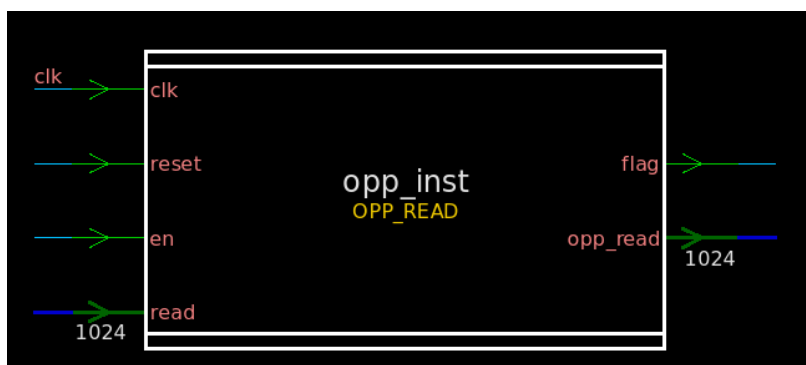 clk
clk
reset
flag
opp_inst
OPP_READ
en
opp_read
1024
read
1024